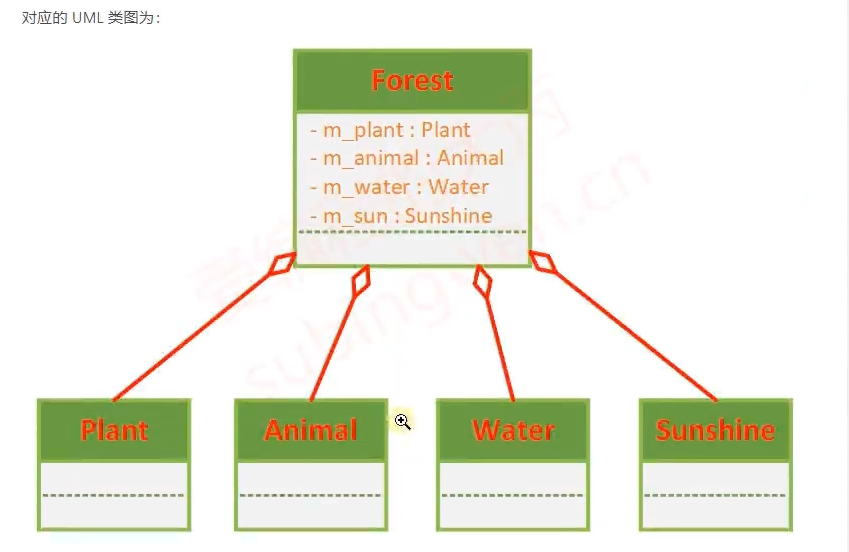 对应的 UML 类图为：
Forest
- m_plant : Plant
- m_animal : Animal
- m_water : Water
- m_sun : Sunshine
Plant
Animal
Water
Sunshine